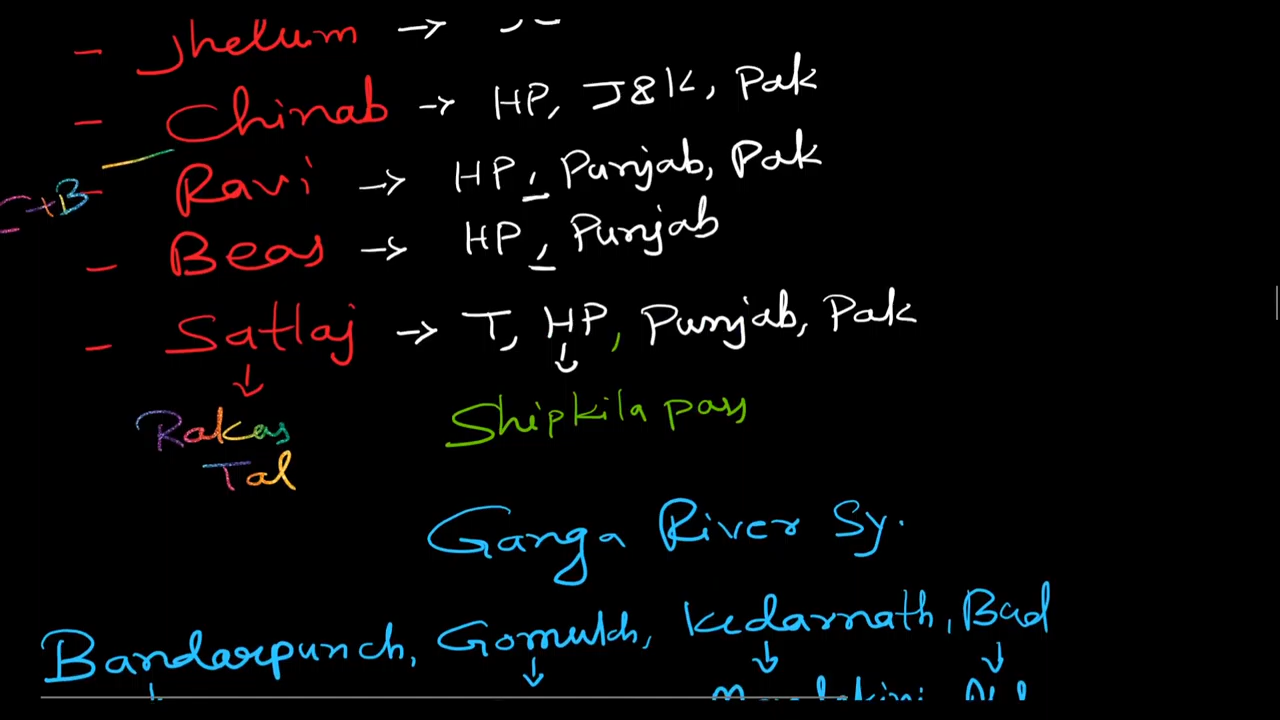 - Jhelum →
- Chinab → HP, J&K, Pak
- Ravi → HP, Punjab, Pak
C+B
- Beas → HP, Punjab
- Satlaj → T, HP, Punjab, Pak
Rakas Tal
Shipkila pass
Ganga River Sy.
Bandarpunch, Gomukh, Kedarnath, Bad